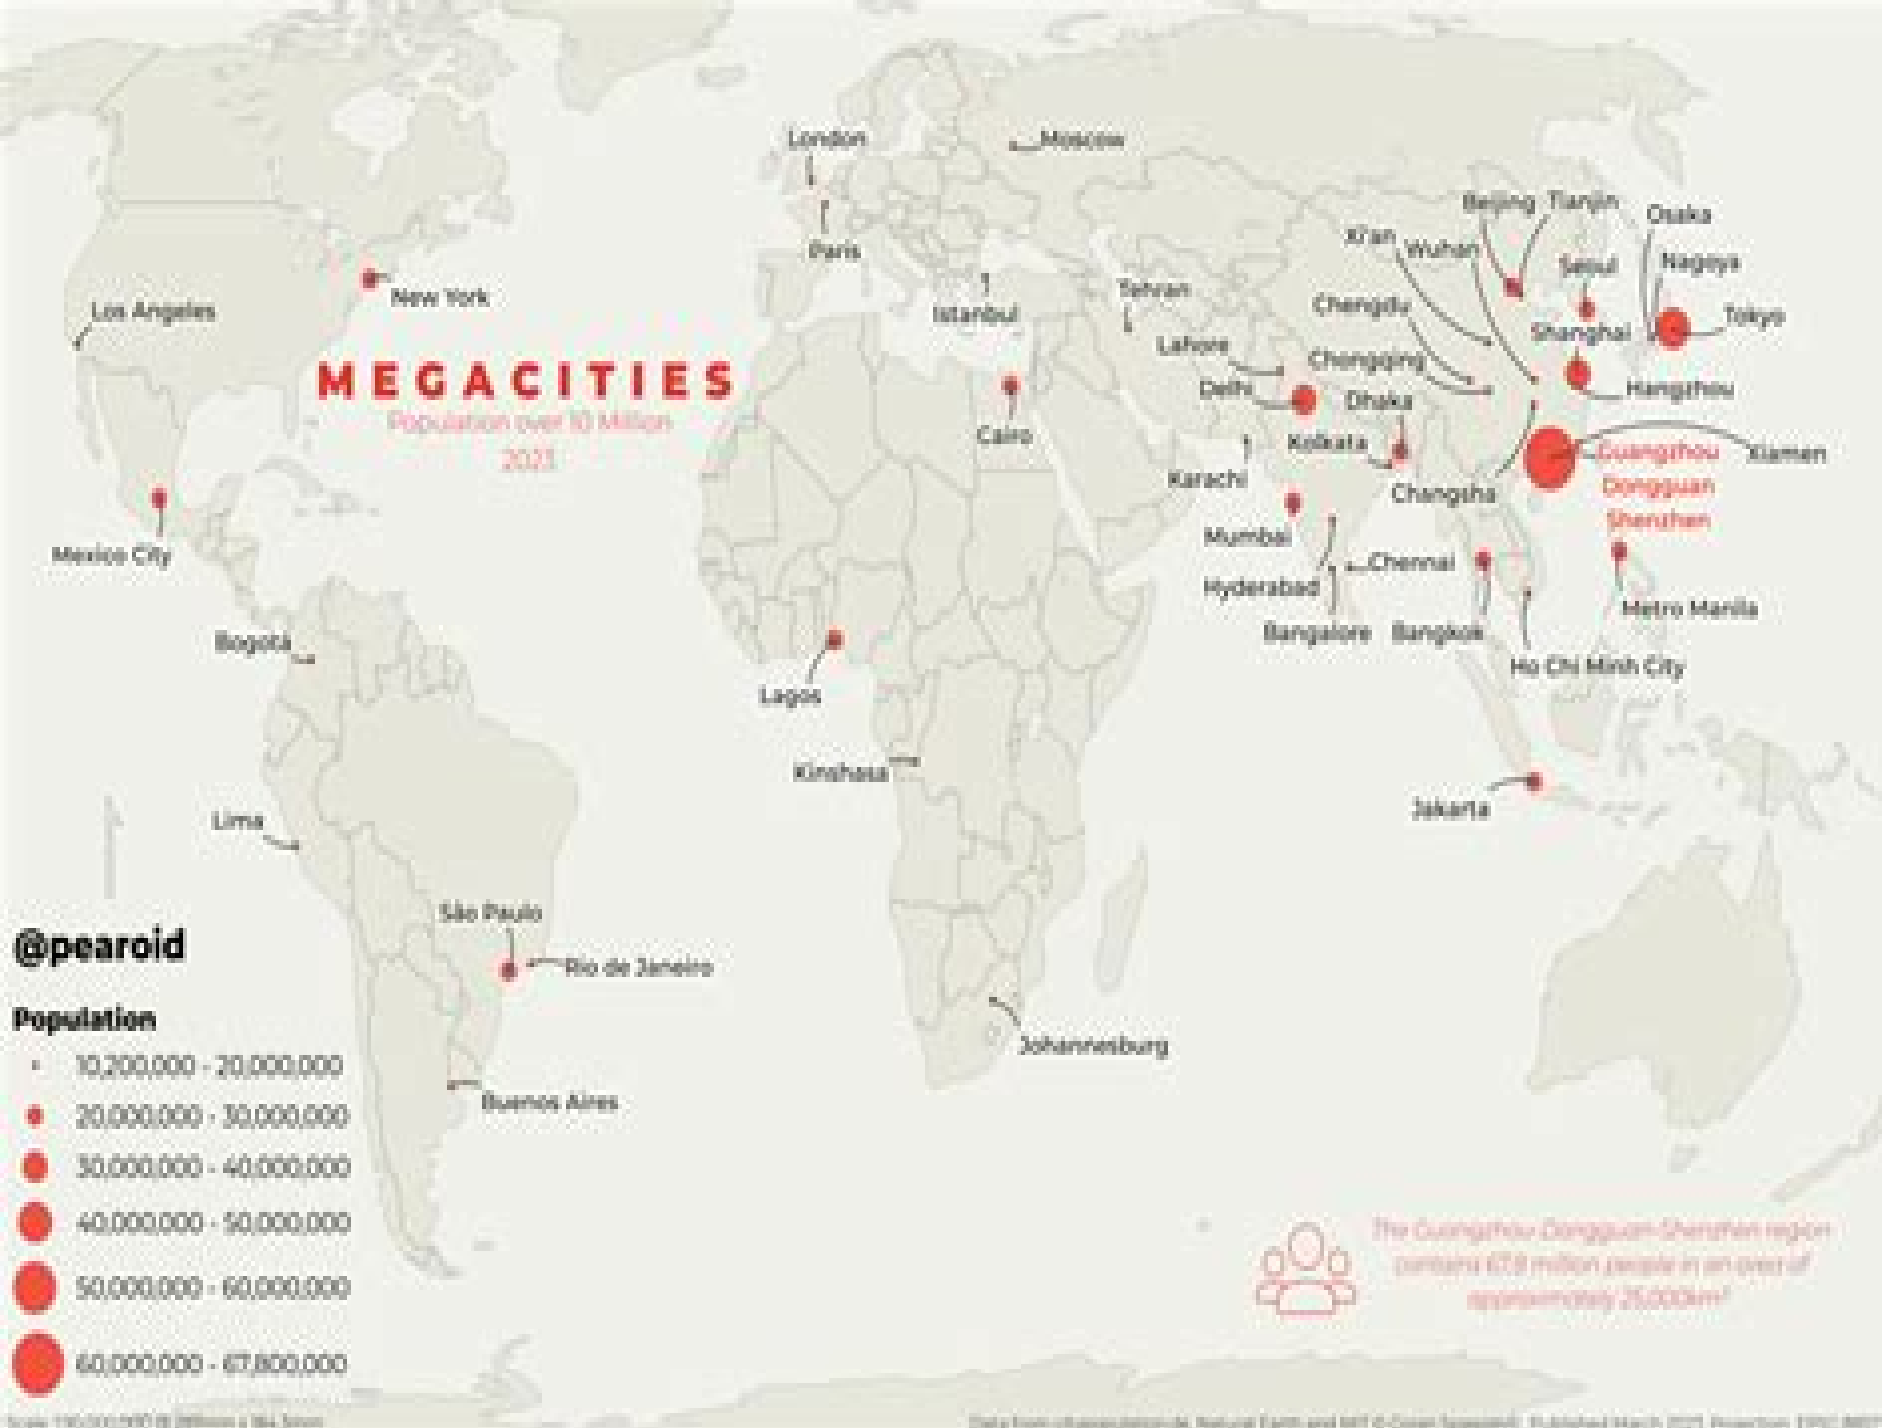 London
Moscow
Beijing
Tianjin
Osaka
Xi'an
Wuhan
Paris
Seoul
Nagoya
Tehran
New York
Los Angeles
Istanbul
Chengdu
Shanghai
Tokyo
Lahore
Chongqing
MEGACITIES
Delhi
Dhaka
Hangzhou
Population over 10 Million
Cairo
Kolkata
2023
Guangzhou
Xiamen
Karachi
Dongguan
Changsha
Shenzhen
Mumbai
Mexico City
Chennai
Hyderabad
Metro Manila
Bangalore
Bangkok
Bogotá
Ho Chi Minh City
Lagos
Kinshasa
Jakarta
Lima
São Paulo
@pearoid
Rio de Janeiro
Population
Johannesburg
10,200,000 - 20,000,000
Buenos Aires
20,000,000 - 30,000,000
30,000,000 - 40,000,000
40,000,000 - 50,000,000
50,000,000 - 60,000,000
60,000,000 - 67,800,000
The Guangzhou-Dongguan-Shenzhen region
contains 67.8 million people in an area of
approximately 25,000km²